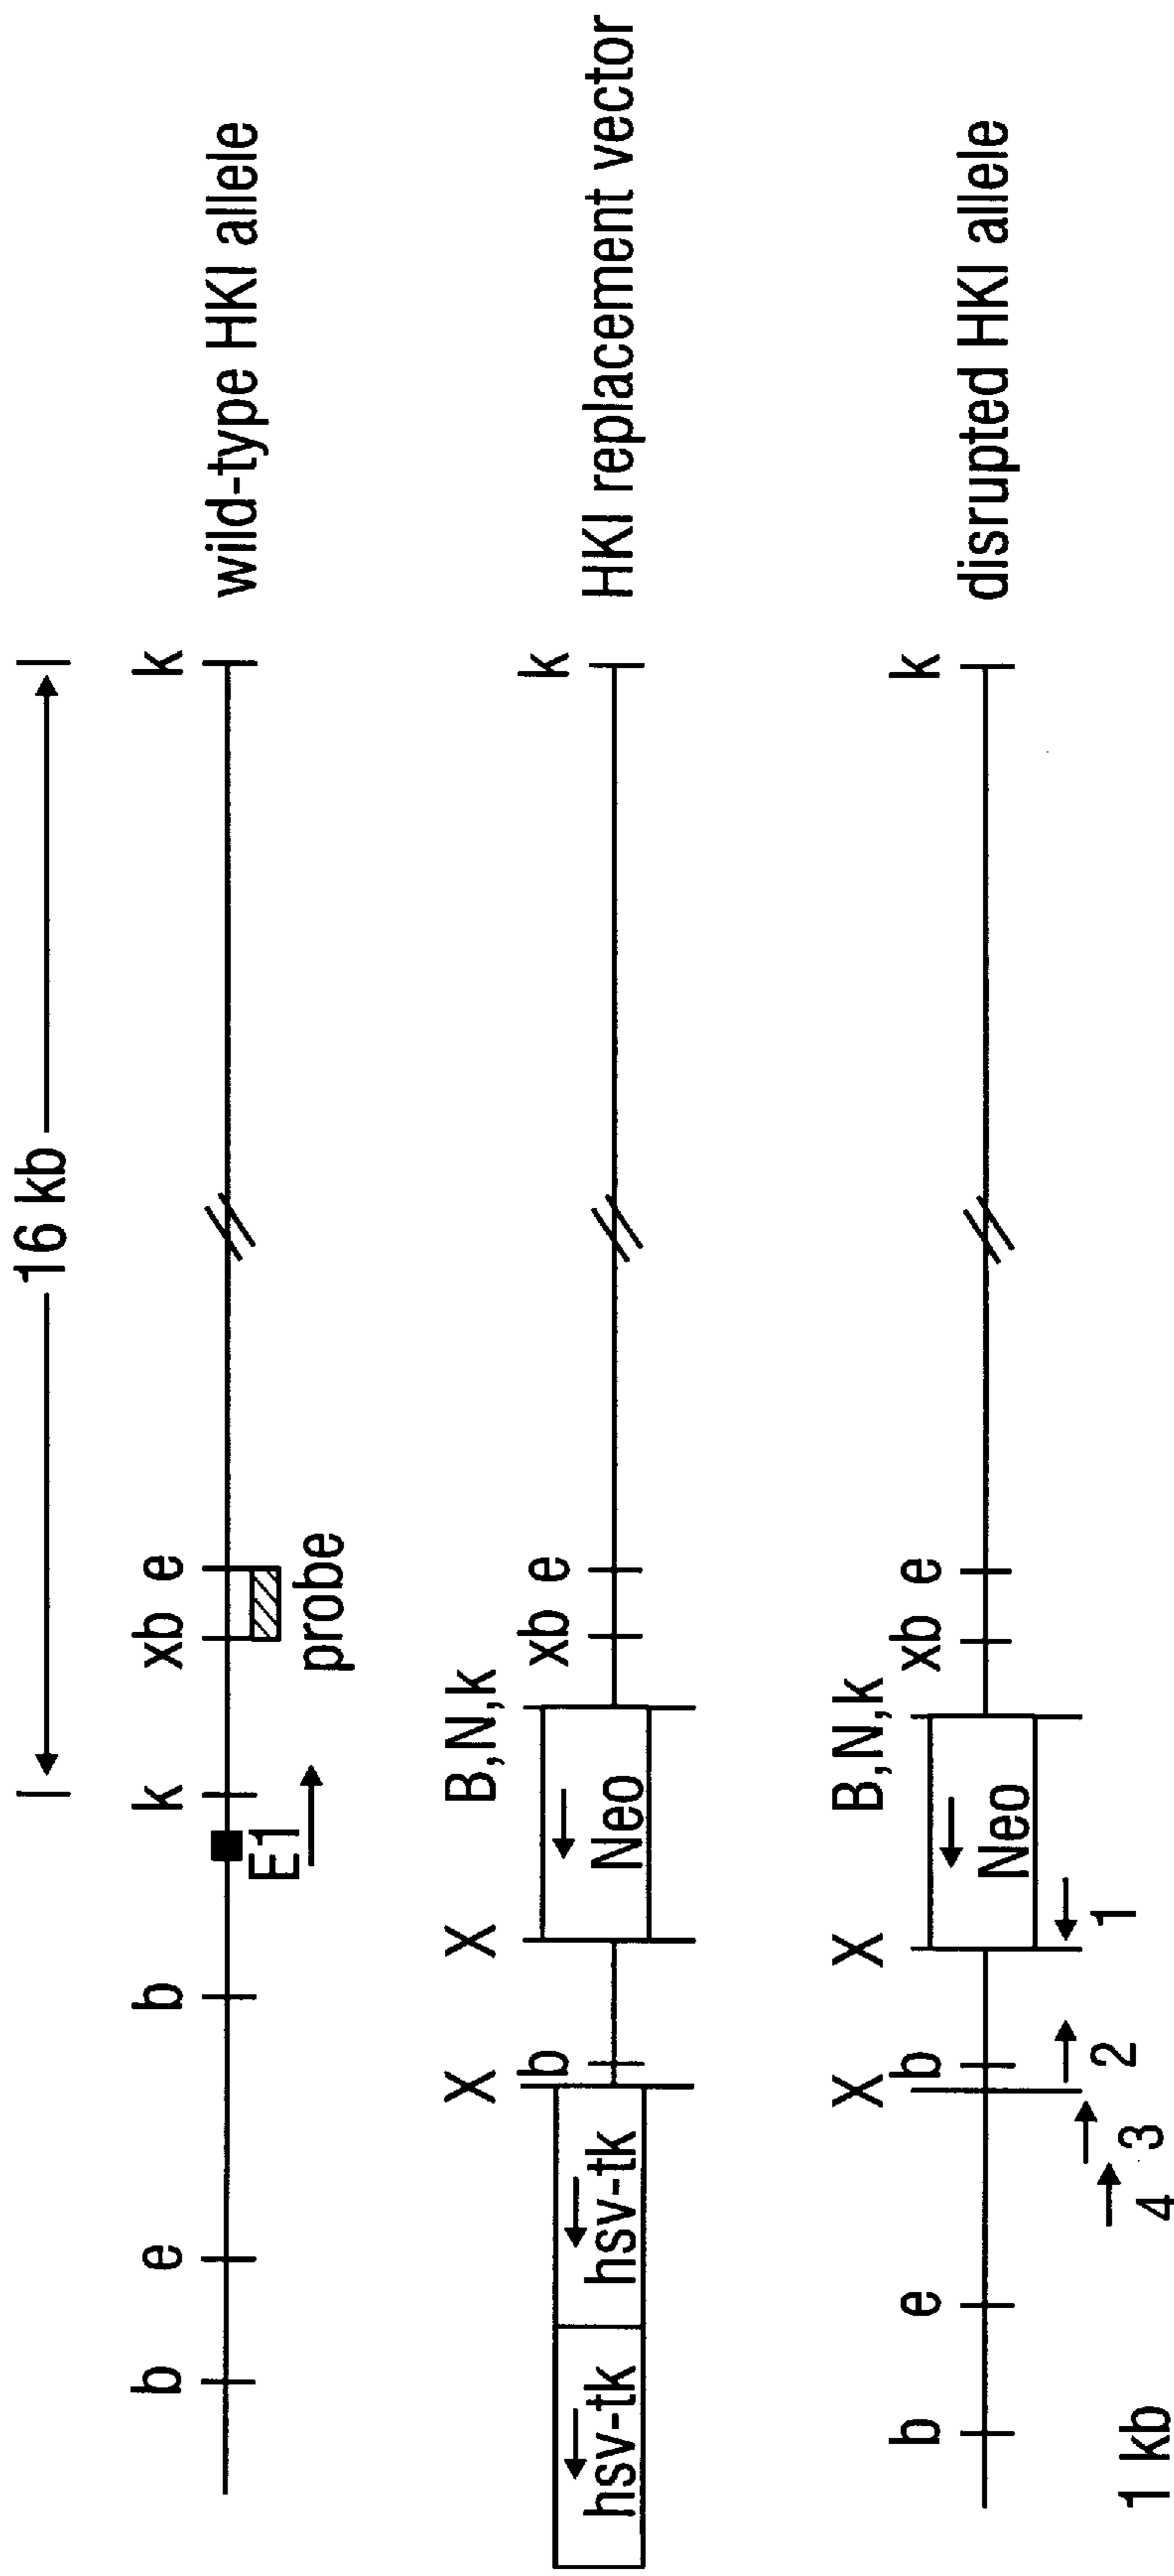 16 kb
b e b k xb e k
wild-type HKI allele
E1 probe
X X B,N,k
b xb e k
hsv-tk hsv-tk Neo
HKI replacement vector
X X B,N,k
b e b xb e k
Neo
disrupted HKI allele
4 3 2 1
1 kb